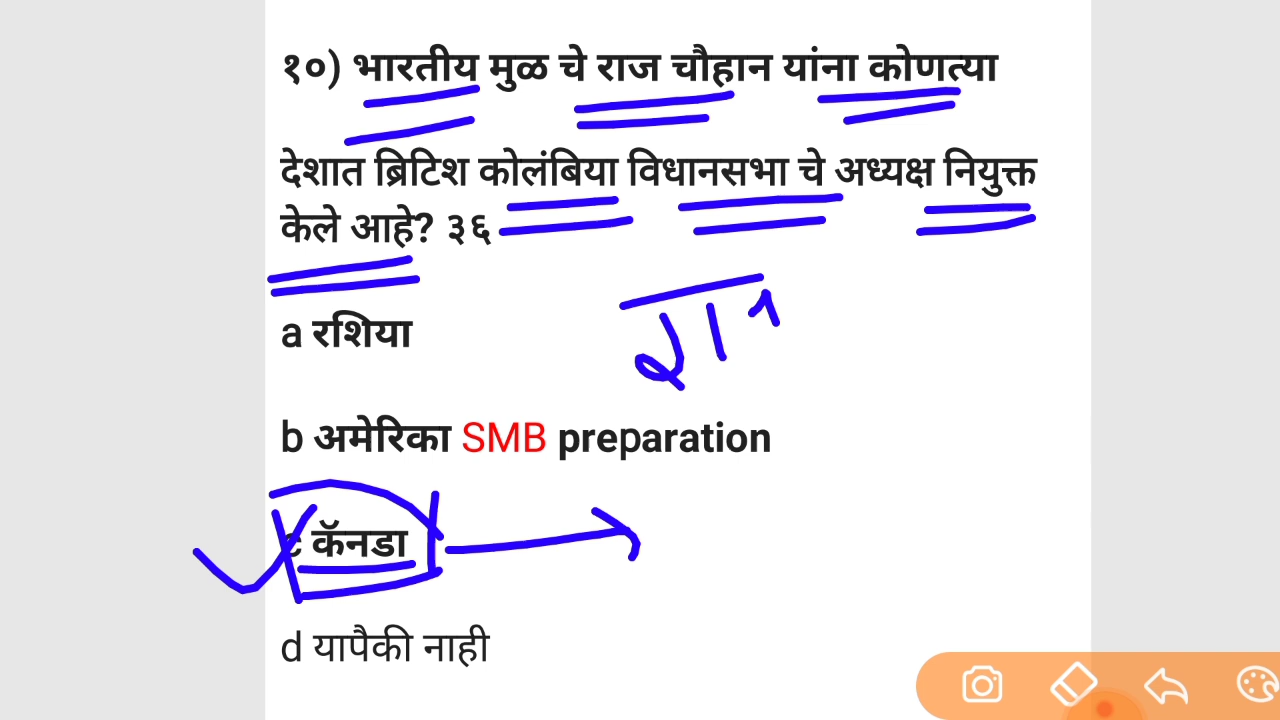 १०) भारतीय मुळ चे राज चौहान यांना कोणत्या
देशात ब्रिटिश कोलंबिया विधानसभा चे अध्यक्ष नियुक्त
केले आहे? ३६
a रशिया
b अमेरिका SMB preparation
c कॅनडा
d यापैकी नाही